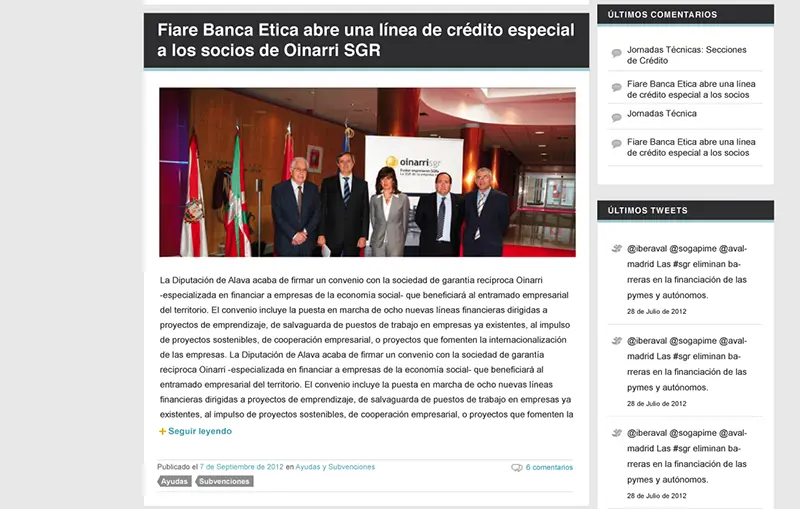 Fiare Banca Etica abre una línea de crédito especial
a los socios de Oinarri SGR
oinarrisgr
La Diputación de Alava acaba de firmar un convenio con la sociedad de garantía recíproca Oinarri
-especializada en financiar a empresas de la economía social- que beneficiará al entramado empresarial
del territorio. El convenio incluye la puesta en marcha de ocho nuevas líneas financieras dirigidas a
proyectos de emprendizaje, de salvaguarda de puestos de trabajo en empresas ya existentes, al impulso
de proyectos sostenibles, de cooperación empresarial, o proyectos que fomenten la internacionalización
de las empresas. La Diputación de Alava acaba de firmar un convenio con la sociedad de garantía
recíproca Oinarri -especializada en financiar a empresas de la economía social- que beneficiará al
entramado empresarial del territorio. El convenio incluye la puesta en marcha de ocho nuevas líneas
financieras dirigidas a proyectos de emprendizaje, de salvaguarda de puestos de trabajo en empresas ya
existentes, al impulso de proyectos sostenibles, de cooperación empresarial, o proyectos que fomenten la
Seguir leyendo
Publicado el 7 de Septiembre de 2012 en Ayudas y Subvenciones
6 comentarios
Ayudas
Subvenciones
ÚLTIMOS COMENTARIOS
Jornadas Técnicas: Secciones
de Crédito
Fiare Banca Etica abre una línea
de crédito especial a los socios
Jornadas Técnica
Fiare Banca Etica abre una línea
de crédito especial a los socios
ÚLTIMOS TWEETS
@iberaval @sogapime @aval-
madrid Las #sgr eliminan ba-
rreras en la financiación de las
pymes y autónomos.
28 de Julio de 2012
@iberaval @sogapime @aval-
madrid Las #sgr eliminan ba-
rreras en la financiación de las
pymes y autónomos.
28 de Julio de 2012
@iberaval @sogapime @aval-
madrid Las #sgr eliminan ba-
rreras en la financiación de las
pymes y autónomos.
28 de Julio de 2012